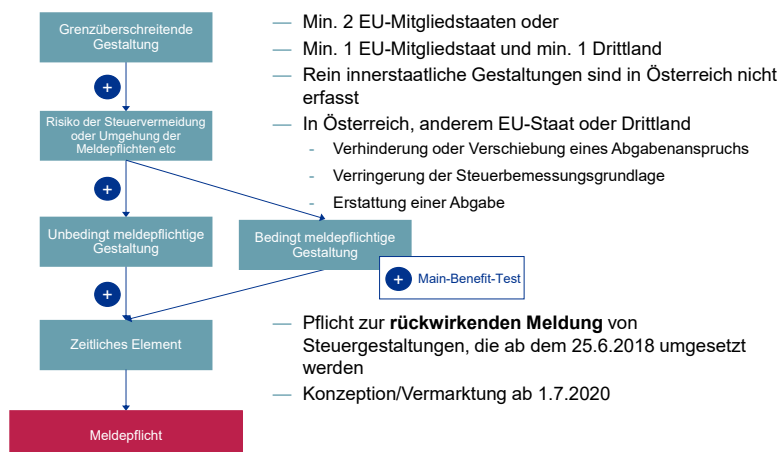 Grenzüberschreitende
Gestaltung
— Min. 2 EU-Mitgliedstaaten oder
— Min. 1 EU-Mitgliedstaat und min. 1 Drittland
— Rein innerstaatliche Gestaltungen sind in Österreich nicht
erfasst
+
Risiko der Steuervermeidung
oder Umgehung der
Meldepflichten etc
— In Österreich, anderem EU-Staat oder Drittland
- Verhinderung oder Verschiebung eines Abgabenanspruchs
- Verringerung der Steuerbemessungsgrundlage
- Erstattung einer Abgabe
+
Unbedingt meldepflichtige
Gestaltung
Bedingt meldepflichtige
Gestaltung
+ Main-Benefit-Test
+
Zeitliches Element
— Pflicht zur rückwirkenden Meldung von
Steuergestaltungen, die ab dem 25.6.2018 umgesetzt
werden
— Konzeption/Vermarktung ab 1.7.2020
Meldepflicht